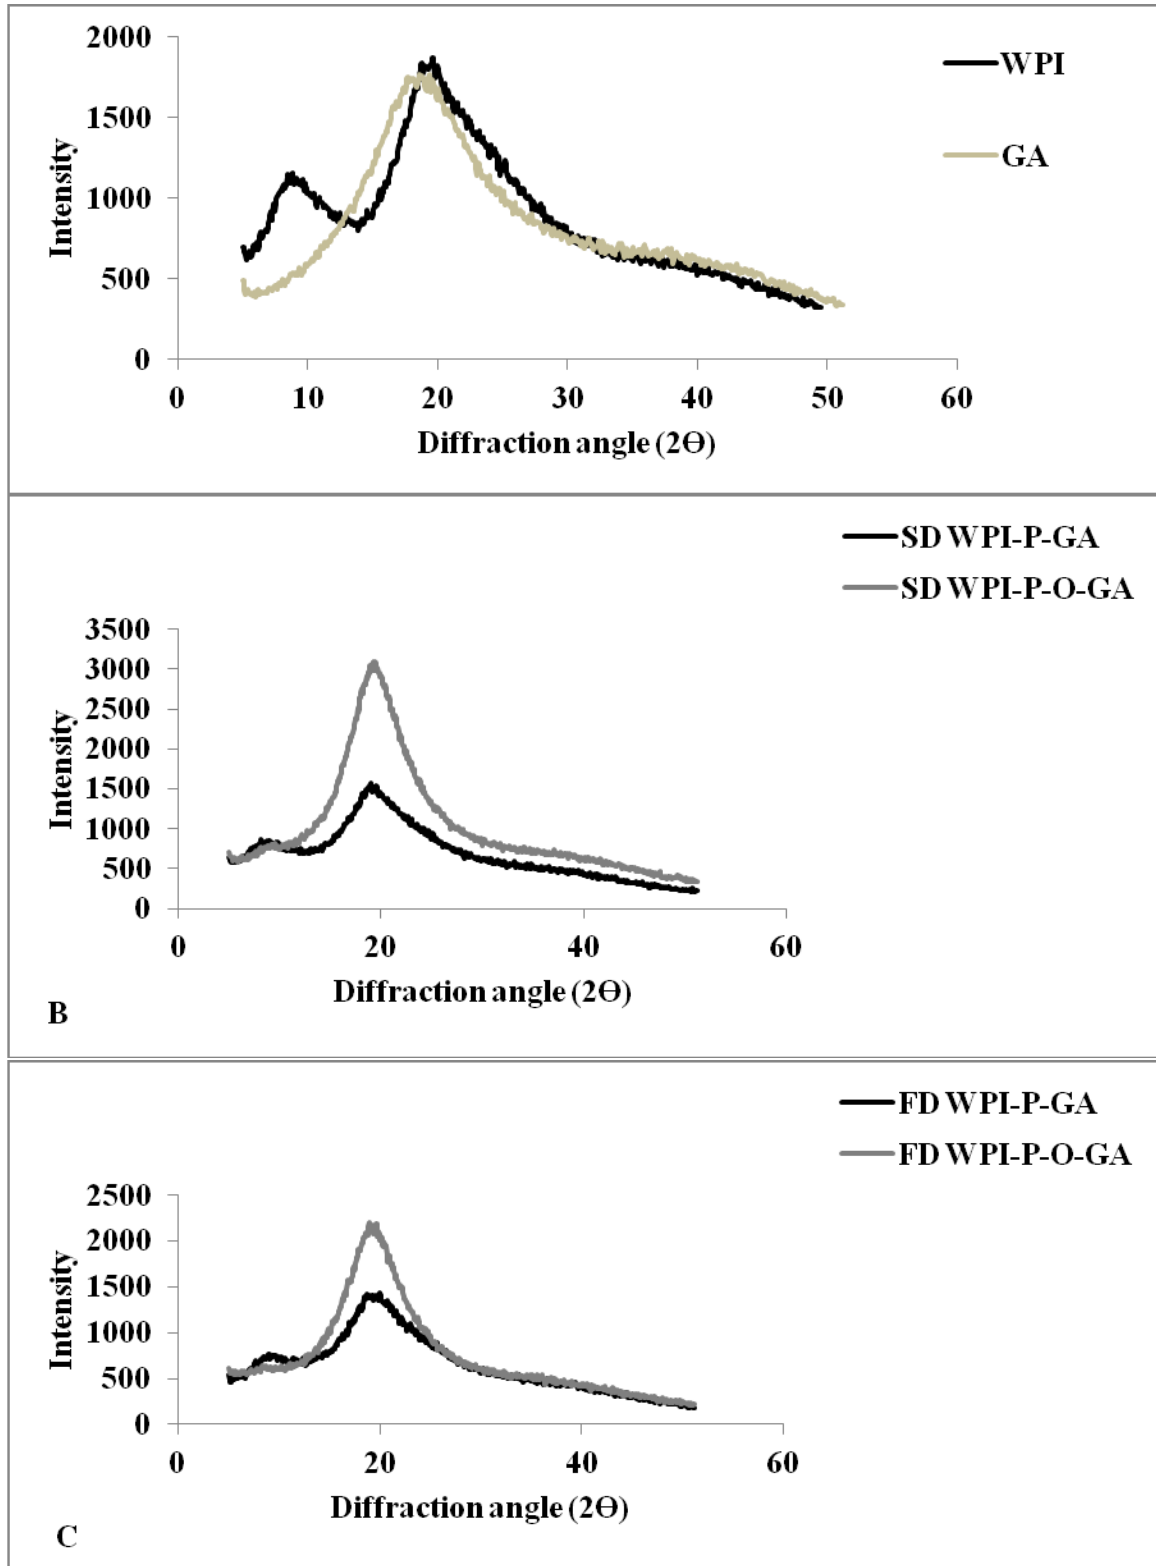 2000
1500
1000
500
0
Intensity
0 10 20 30 40 50 60
Diffraction angle (2Ө)
WPI
GA
SD WPI-P-GA
SD WPI-P-O-GA
3500
3000
2500
2000
1500
1000
500
0
Intensity
0 20 40 60
Diffraction angle (2Ө)
B
FD WPI-P-GA
FD WPI-P-O-GA
2500
2000
1500
1000
500
0
Intensity
0 20 40 60
Diffraction angle (2Ө)
C